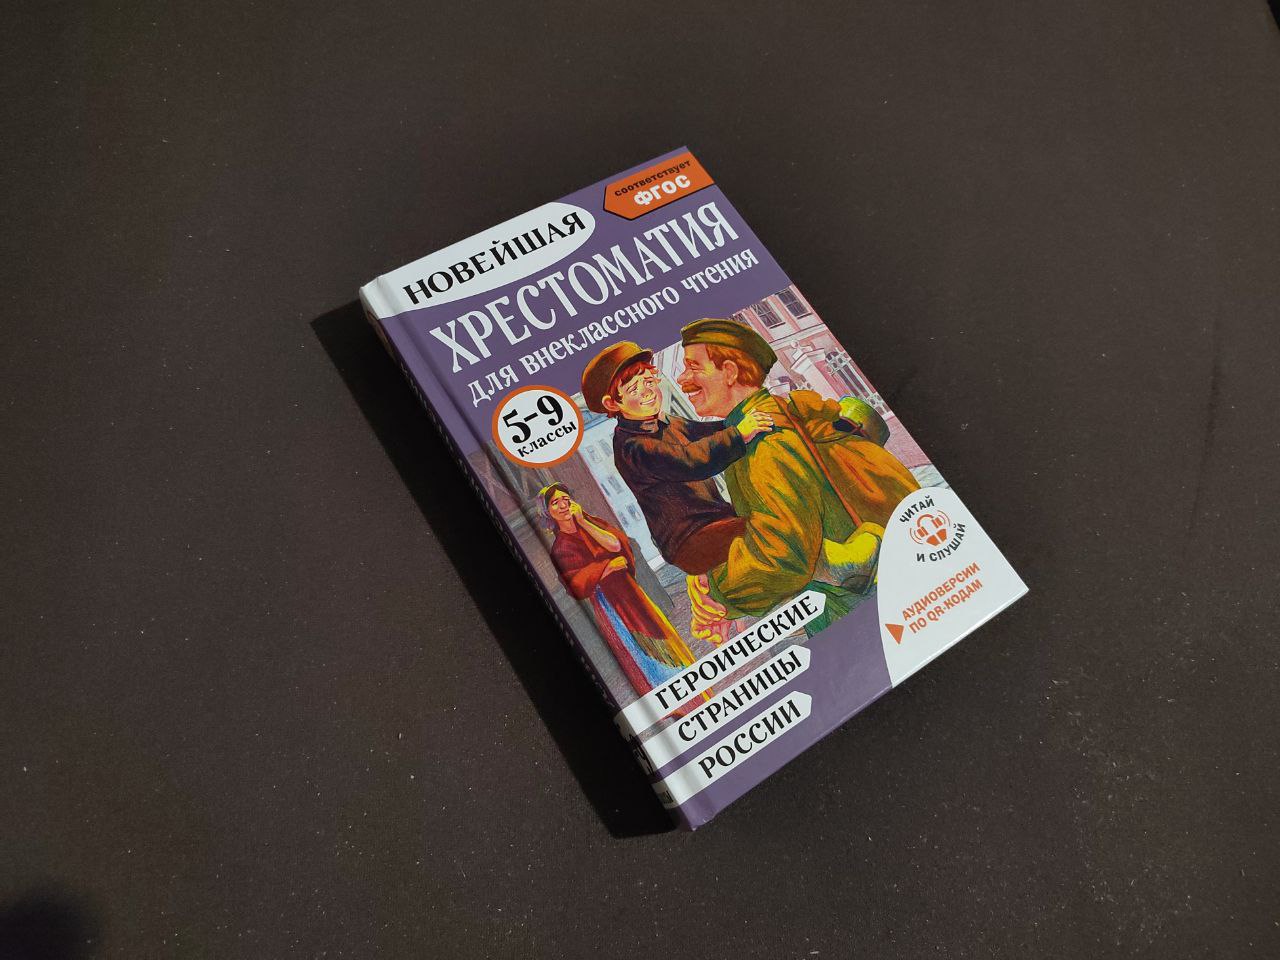 соответствует
ФГОС
НОВЕЙШАЯ
ХРЕСТОМАТИЯ
для внеклассного чтения
5-9
классы
ЧИТАЙ
И СЛУШАЙ
АУДИОВЕРСИИ
ПО QR-КОДАМ
ГЕРОИЧЕСКИЕ
СТРАНИЦЫ
РОССИИ